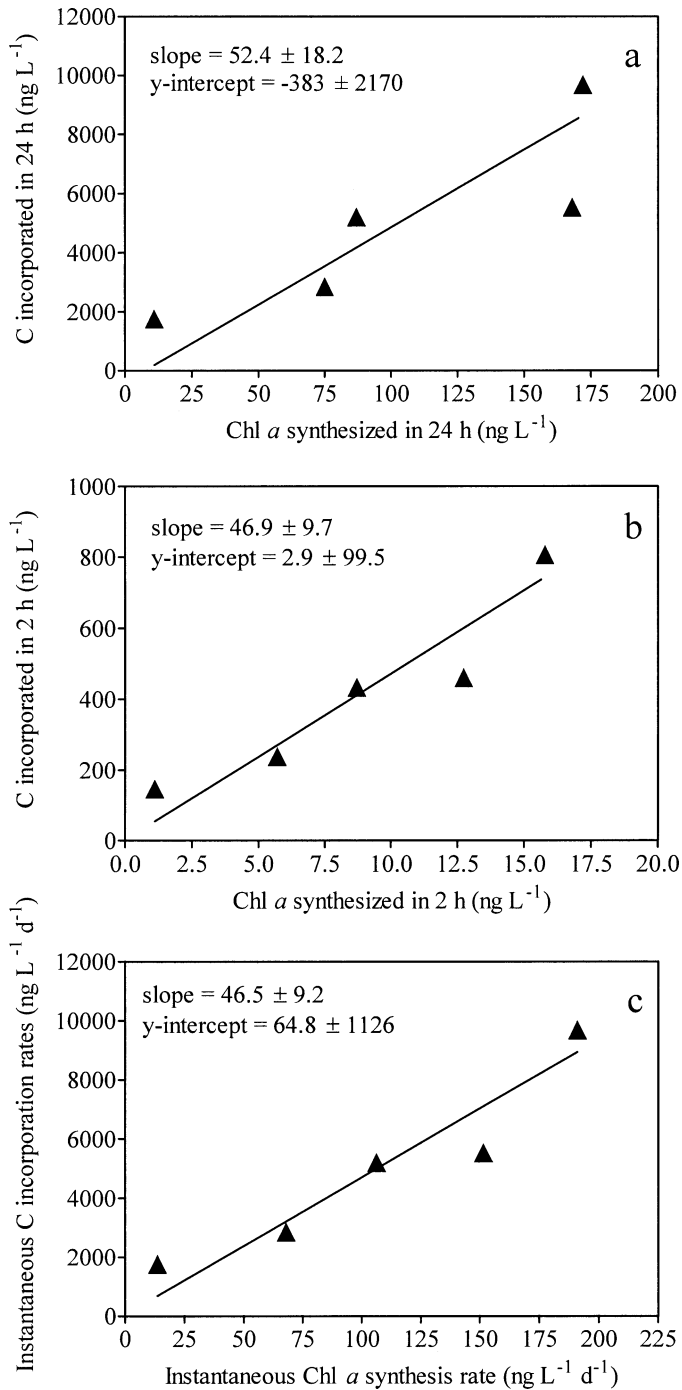 12000
10000
8000
6000
4000
2000
0
C incorporated in 24 h (ng L-1)
slope = 52.4 ± 18.2
y-intercept = -383 ± 2170
a
0 25 50 75 100 125 150 175 200
Chl a synthesized in 24 h (ng L-1)
1000
800
600
400
200
0
C incorporated in 2 h (ng L-1)
slope = 46.9 ± 9.7
y-intercept = 2.9 ± 99.5
b
0.0 2.5 5.0 7.5 10.0 12.5 15.0 17.5 20.0
Chl a synthesized in 2 h (ng L-1)
12000
10000
8000
6000
4000
2000
0
Instantaneous C incorporation rates (ng L-1 d-1)
slope = 46.5 ± 9.2
y-intercept = 64.8 ± 1126
c
0 25 50 75 100 125 150 175 200 225
Instantaneous Chl a synthesis rate (ng L-1 d-1)